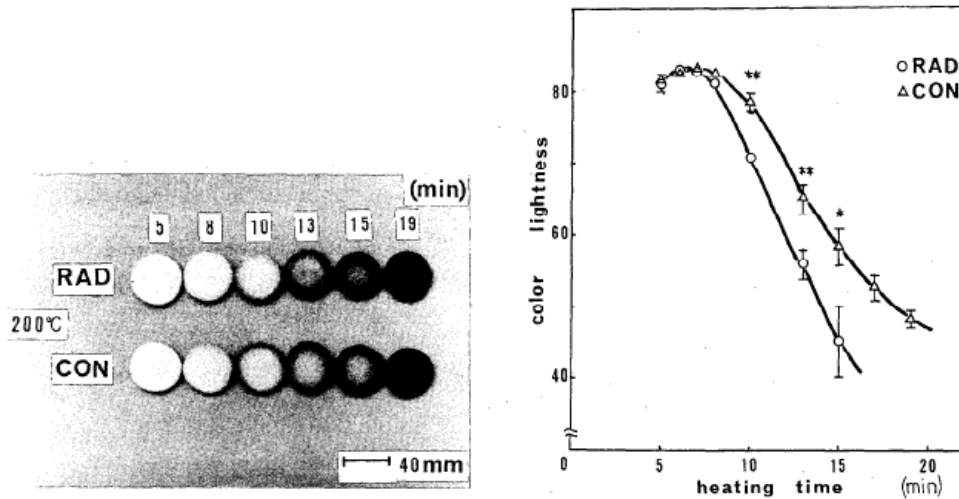 (min)
5 8 10 13 15 19
RAD
200°C
CON
40mm
80
60
40
0 5 10 15 20
color lightness
heating time (min)
○ RAD
△ CON
**
**
*